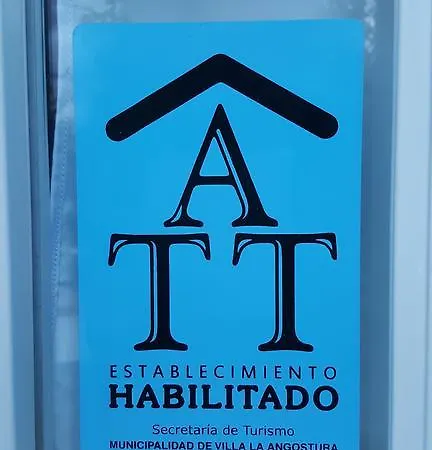 A
TT
ESTABLECIMIENTO
HABILITADO
Secretaría de Turismo
MUNICIPALIDAD DE VILLA LA ANGOSTURA